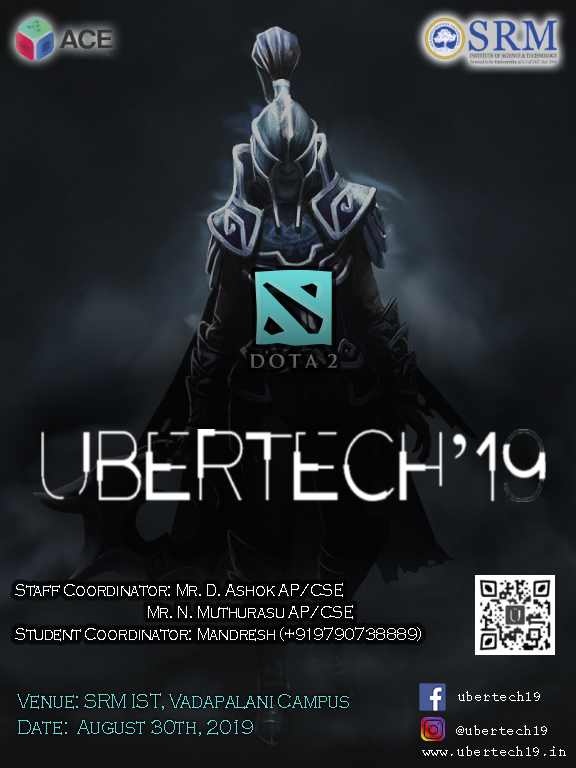 ACE
SRM
INSTITUTE OF SCIENCE & TECHNOLOGY
DOTA 2
UBERTECH'19
Staff Coordinator: Mr. D. Ashok AP/CSE
Mr. N. Muthurasu AP/CSE
Student Coordinator: Mandresh (+919790738889)
Venue: SRM IST, Vadapalani Campus
Date: August 30th, 2019
ubertech19
@ubertech19
www.ubertech19.in